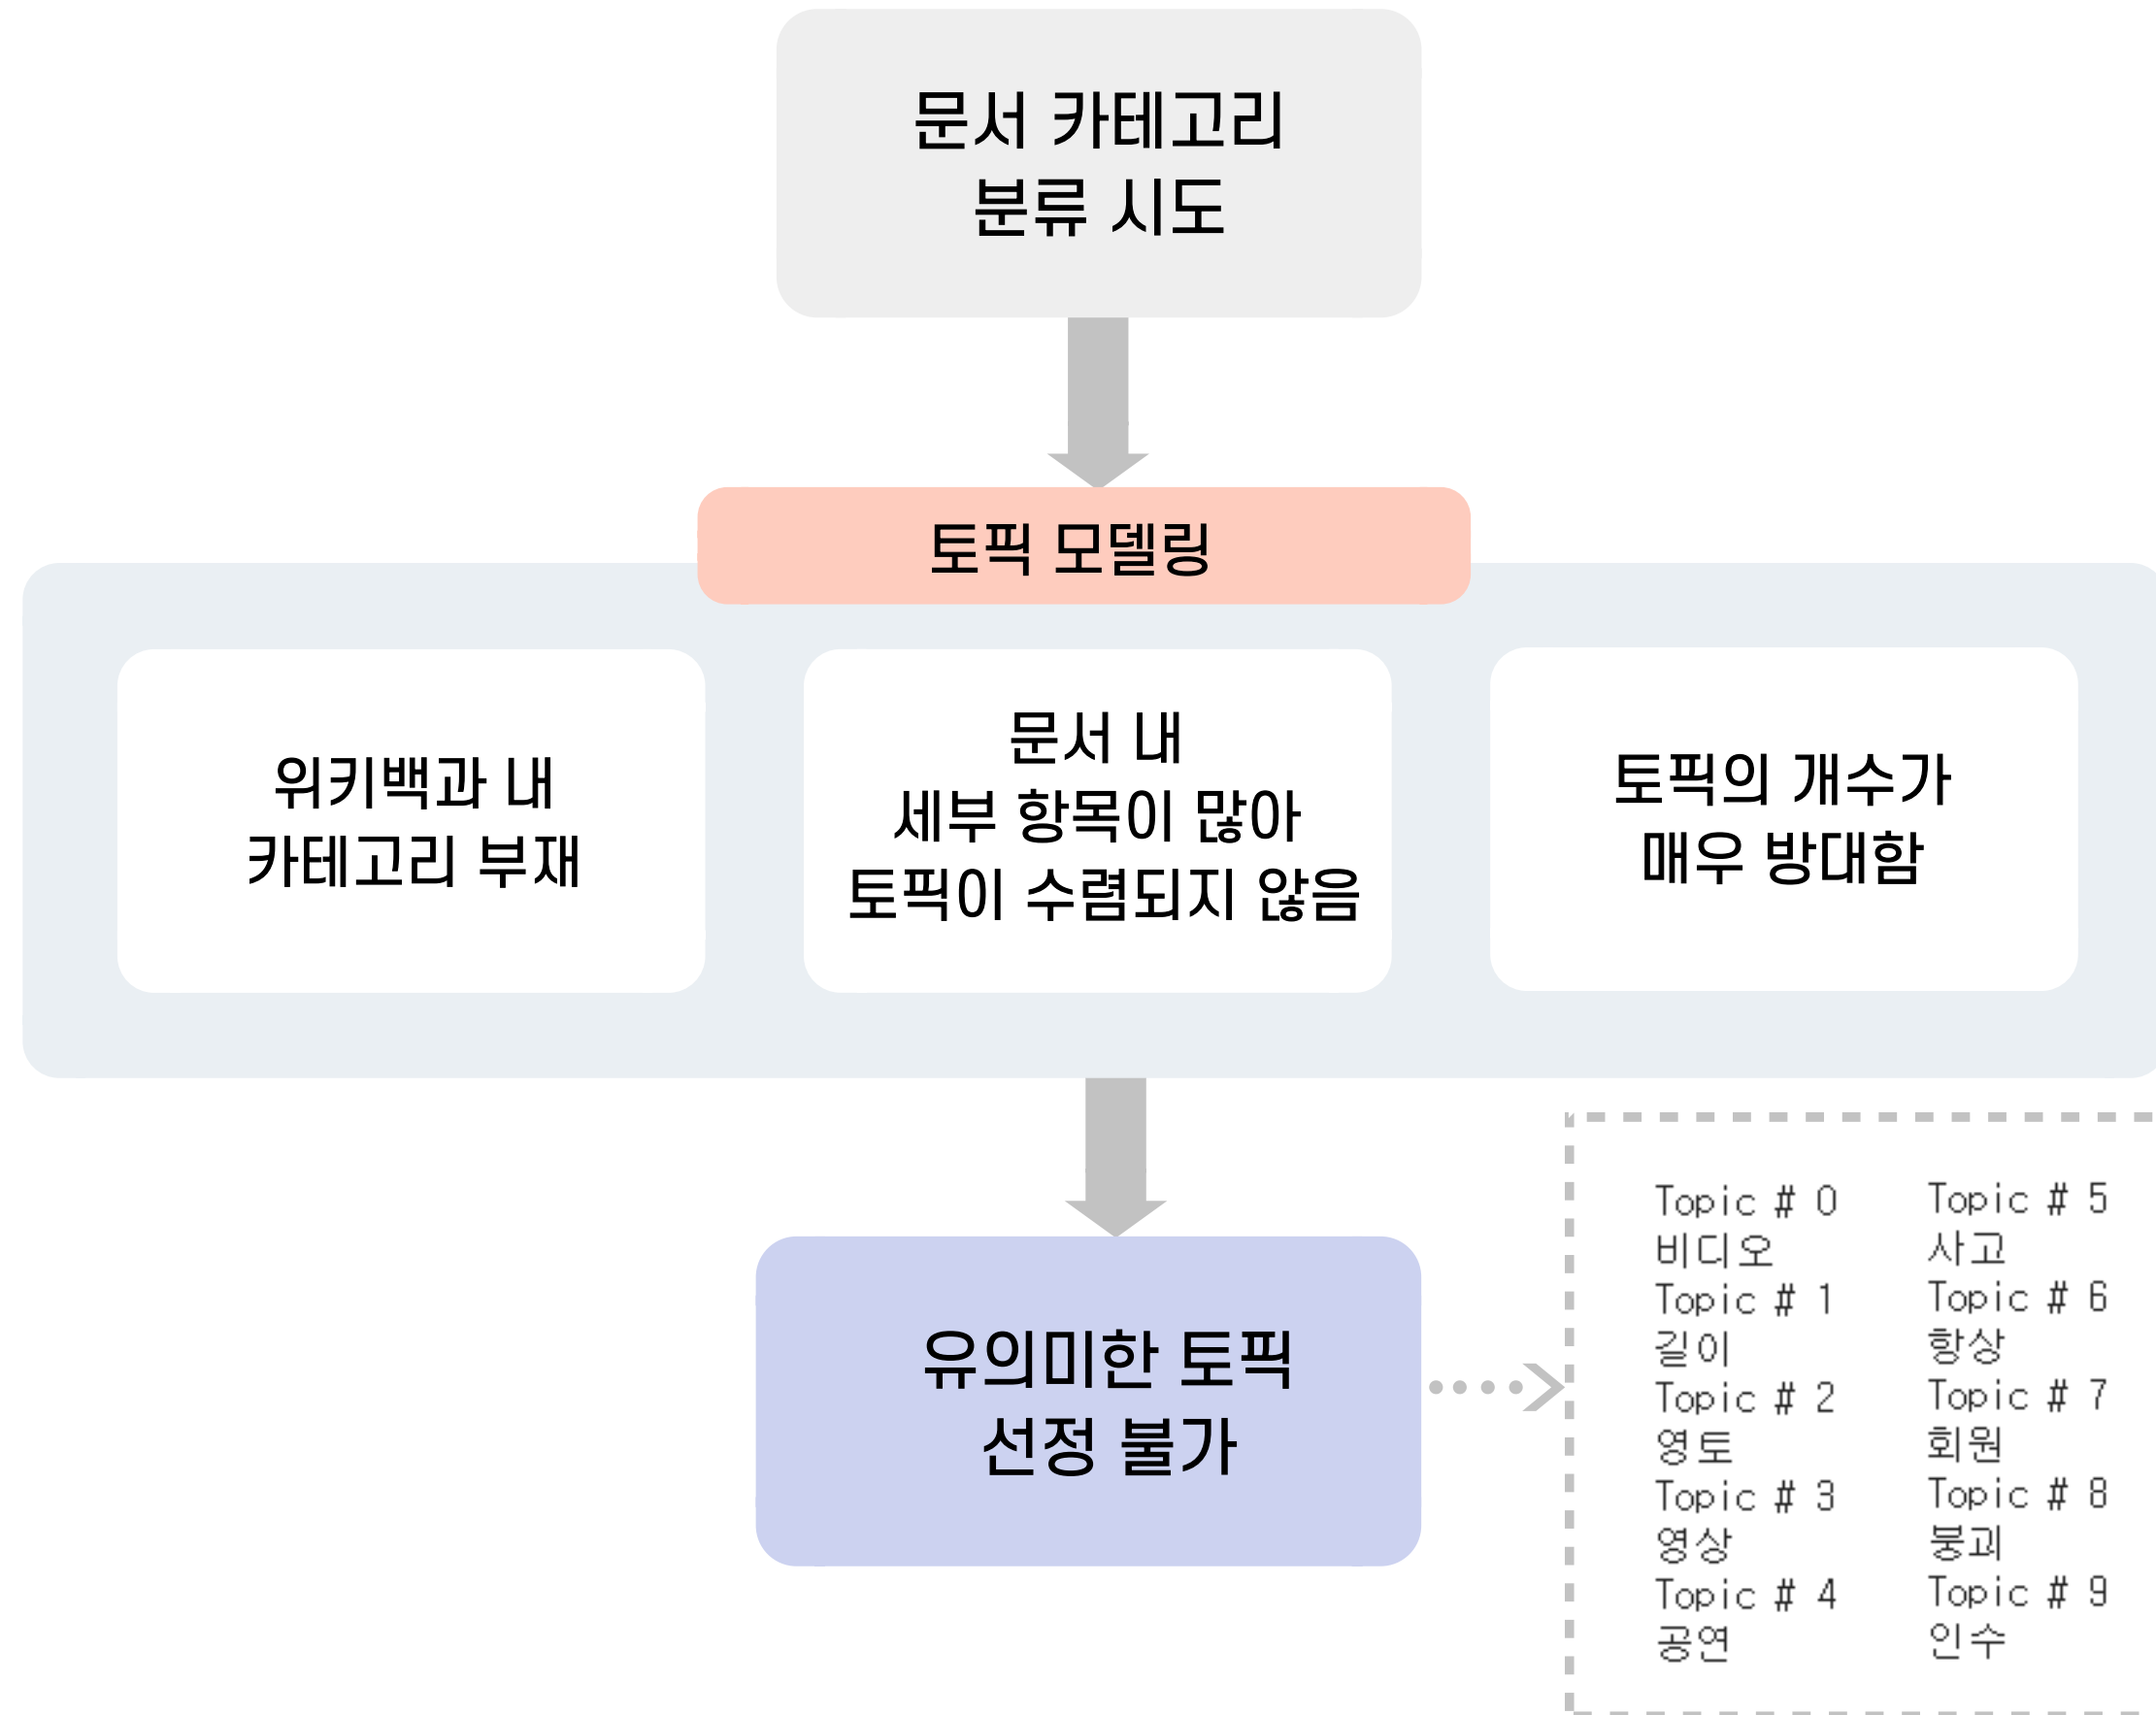 문서 카테고리
분류 시도
토픽 모델링
위키백과 내
카테고리 부재
문서 내
세부 항목이 많아
토픽이 수렴되지 않음
토픽의 개수가
매우 방대함
유의미한 토픽
선정 불가
Topic # 0
비디오
Topic # 1
길이
Topic # 2
영토
Topic # 3
영상
Topic # 4
공연
Topic # 5
사고
Topic # 6
항상
Topic # 7
회원
Topic # 8
붕괴
Topic # 9
인수